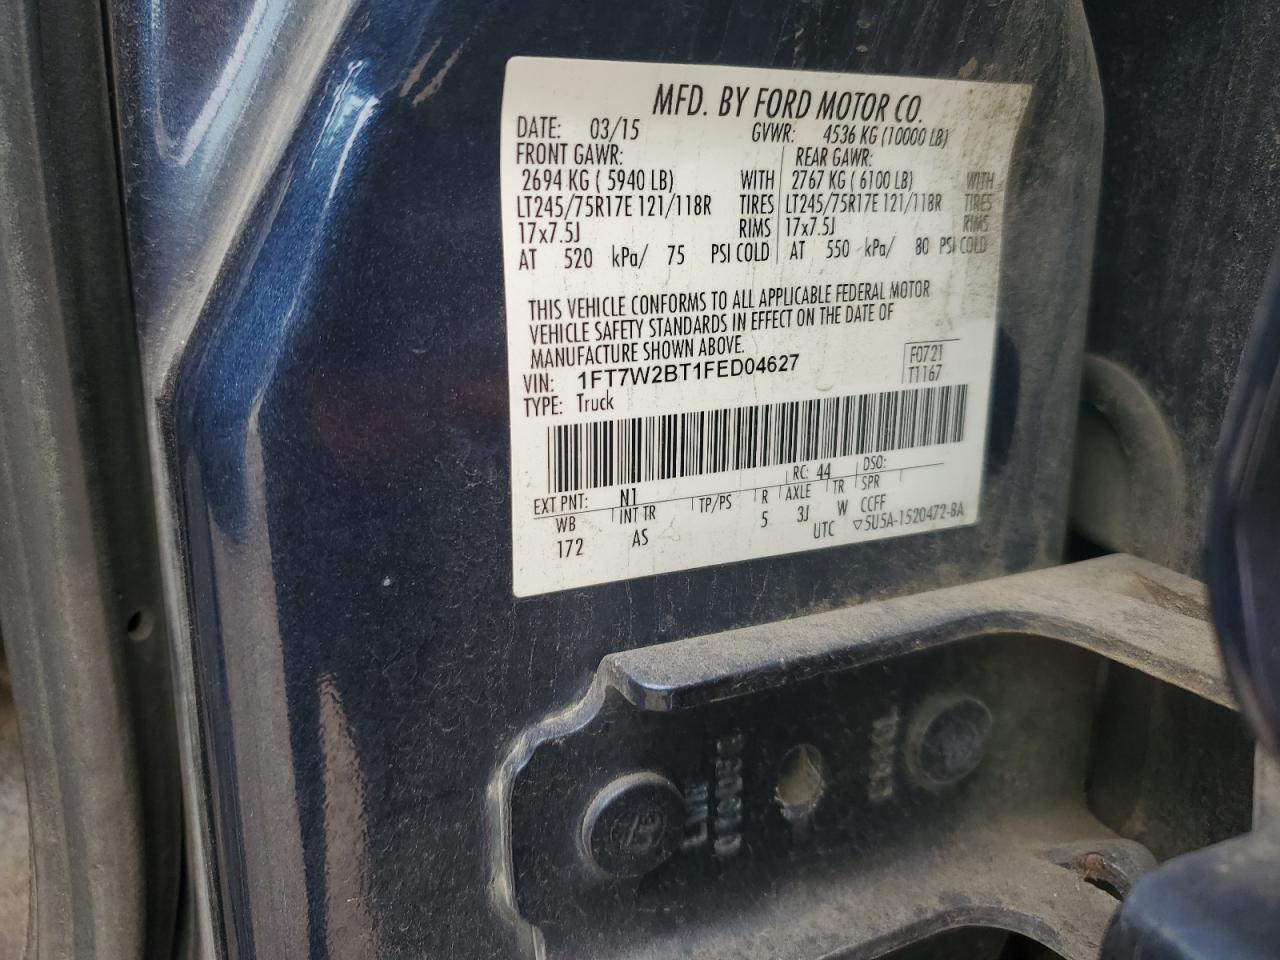 MFD. BY FORD MOTOR CO.
DATE: 03/15 GVWR: 4536 KG (10000 LB)
FRONT GAWR: REAR GAWR:
2694 KG ( 5940 LB) WITH 2767 KG ( 6100 LB) WITH
LT245/75R17E 121/118R TIRES LT245/75R17E 121/118R TIRES
17x7.5J RIMS 17x7.5J RIMS
AT 520 kPa/ 75 PSI COLD AT 550 kPa/ 80 PSI COLD
THIS VEHICLE CONFORMS TO ALL APPLICABLE FEDERAL MOTOR
VEHICLE SAFETY STANDARDS IN EFFECT ON THE DATE OF
MANUFACTURE SHOWN ABOVE.
VIN: 1FT7W2BT1FED04627 F0721
TYPE: Truck T1167
EXT PNT: N1 RC: 44 DSO:
WB INT TR TP/PS R AXLE TR SPR
172 AS 5 3J W CCFF
UTC ▽5U5A-1520472-BA